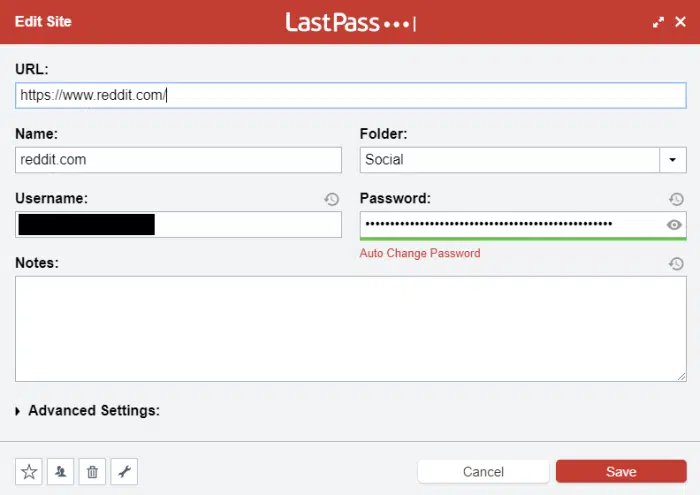 Edit Site
LastPass •••|
URL:
https://www.reddit.com/
Name:
Folder:
reddit.com
Social
Username:
Password:
Auto Change Password
Notes:
Advanced Settings:
Cancel
Save